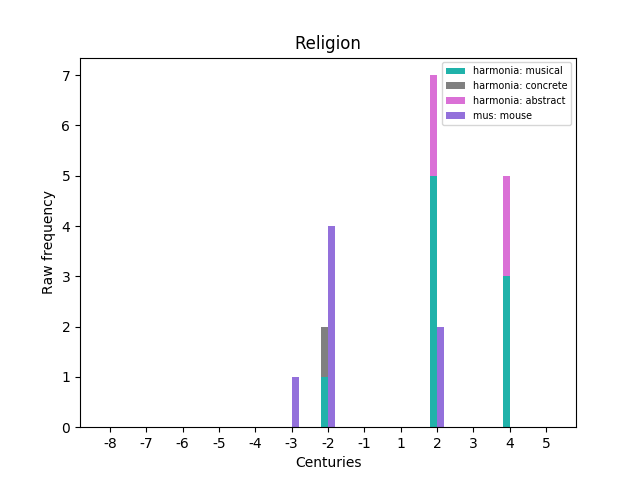 Religion
harmonia: musical
harmonia: concrete
harmonia: abstract
mus: mouse
Raw frequency
7
6
5
4
3
2
1
0
-8 -7 -6 -5 -4 -3 -2 -1 1 2 3 4 5
Centuries